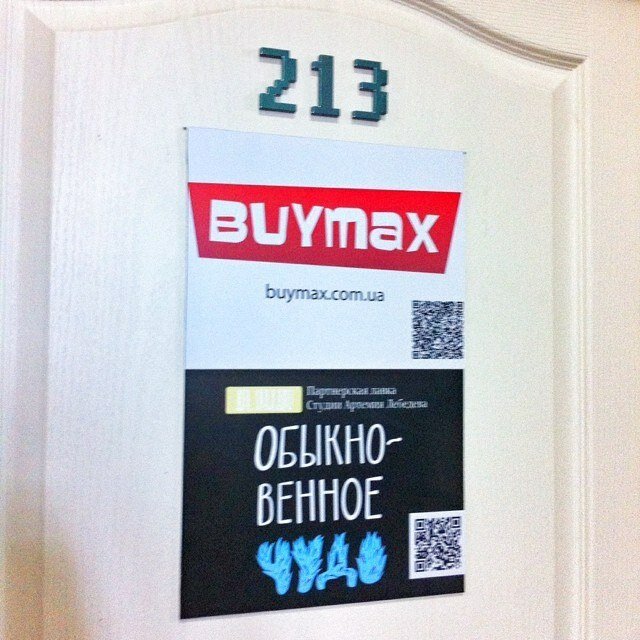 213
BUYmax
buymax.com.ua
Партнерская лавка
Студии Артемия Лебедева
ОБЫКНО-
ВЕННОЕ
ЧУДО